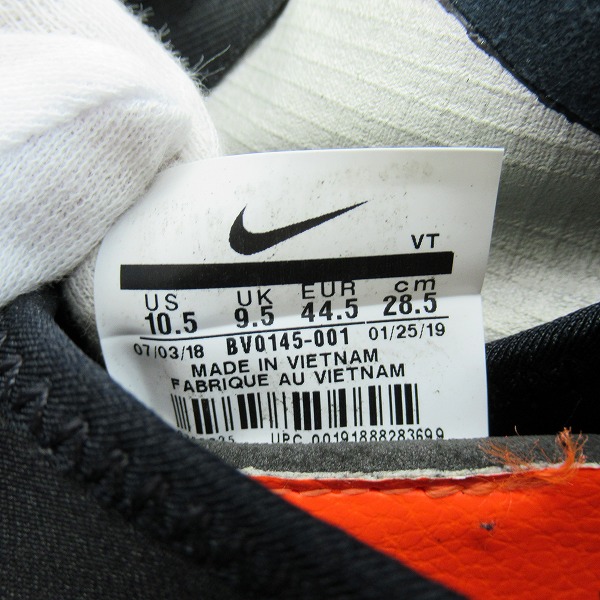 VT
US UK EUR cm
10.5 9.5 44.5 28.5
07/03/18 BV0145-001 01/25/19
MADE IN VIETNAM
FABRIQUE AU VIETNAM
UPC 00191888283699